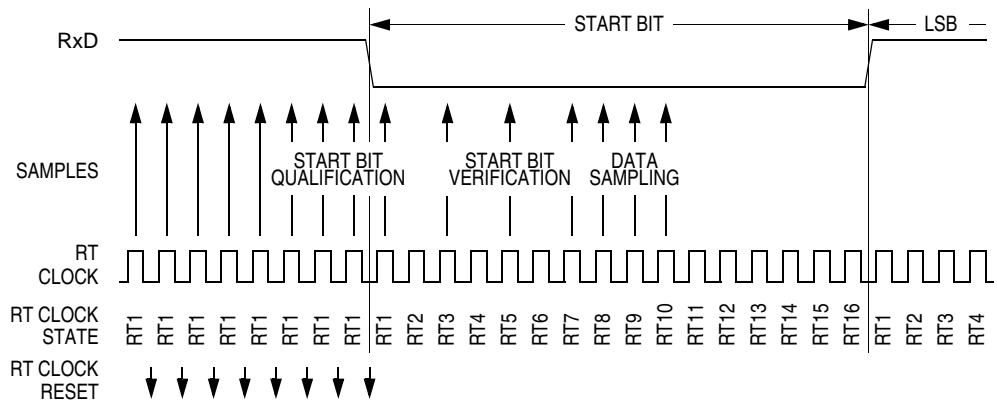 START BIT
LSB
RxD
SAMPLES
START BIT
QUALIFICATION
START BIT
VERIFICATION
DATA
SAMPLING
RT
CLOCK
RT CLOCK
STATE
RT1 RT1 RT1 RT1 RT1 RT1 RT1 RT1 RT1 RT2 RT3 RT4 RT5 RT6 RT7 RT8 RT9 RT10 RT11 RT12 RT13 RT14 RT15 RT16 RT1 RT2 RT3 RT4
RT CLOCK
RESET